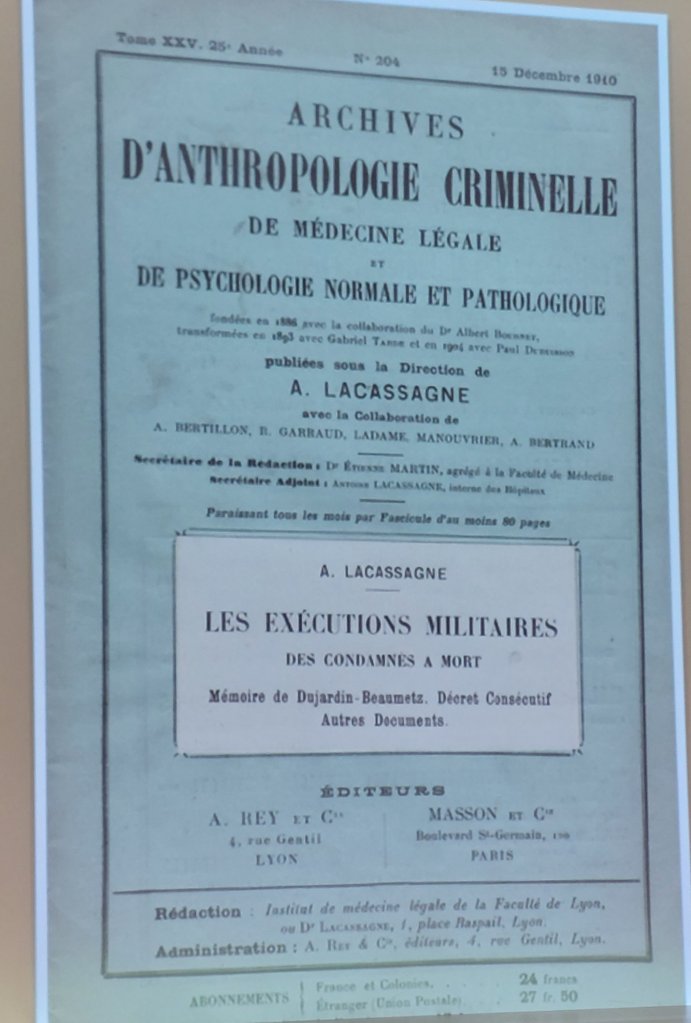 Tome XXV. 25e Année N° 204 15 Décembre 1910
ARCHIVES
D'ANTHROPOLOGIE CRIMINELLE
DE MÉDECINE LÉGALE
ET
DE PSYCHOLOGIE NORMALE ET PATHOLOGIQUE
fondées en 1886 avec la collaboration du Dr Albert BOURNET,
transformées en 1893 avec Gabriel TARDE et en 1904 avec Paul DUBUISSON
publiées sous la Direction de
A. LACASSAGNE
avec la Collaboration de
A. BERTILLON, R. GARRAUD, LADAME, MANOUVRIER, A. BERTRAND
Secrétaire de la Rédaction : Dr ÉTIENNE MARTIN, agrégé à la Faculté de Médecine
Secrétaire Adjoint : ANTOINE LACASSAGNE, interne des Hôpitaux
Paraissant tous les mois par Fascicule d'au moins 80 pages
A. LACASSAGNE
LES EXÉCUTIONS MILITAIRES
DES CONDAMNÉS A MORT
Mémoire de Dujardin-Beaumetz. Décret Consécutif
Autres Documents.
ÉDITEURS
A. REY ET Cie MASSON ET Cie
4, rue Gentil Boulevard St-Germain, 120
LYON PARIS
Rédaction : Institut de médecine légale de la Faculté de Lyon,
ou Dr LACASSAGNE, 1, place Raspail, Lyon.
Administration : A. REY & Cie, éditeurs, 4, rue Gentil, Lyon.
ABONNEMENTS France et Colonies. . . . . 24 francs
Étranger (Union Postale). . . . 27 fr. 50